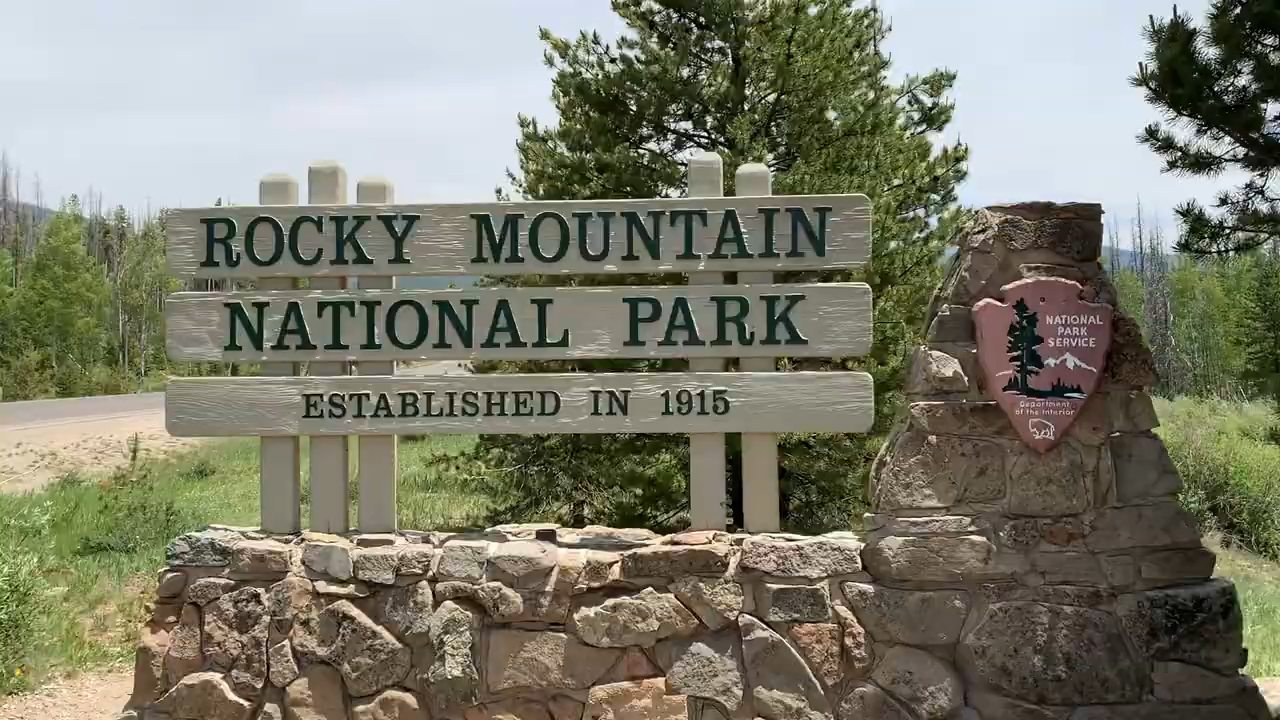 ROCKY MOUNTAIN
NATIONAL PARK
ESTABLISHED IN 1915
NATIONAL
PARK
SERVICE
Department
of the Interior